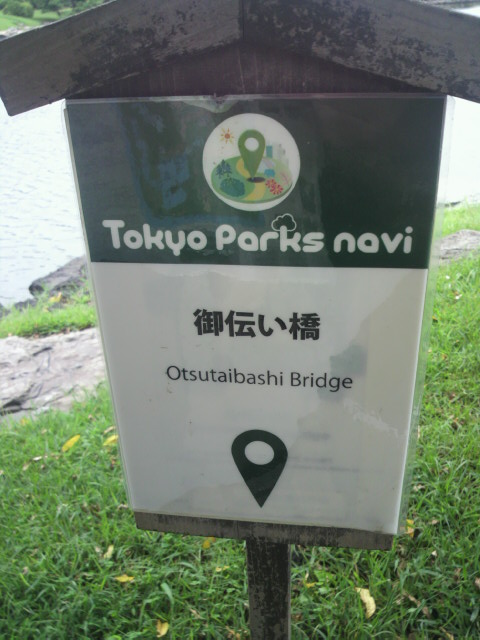 Tokyo Parks navi
御伝い橋
Otsutaibashi Bridge